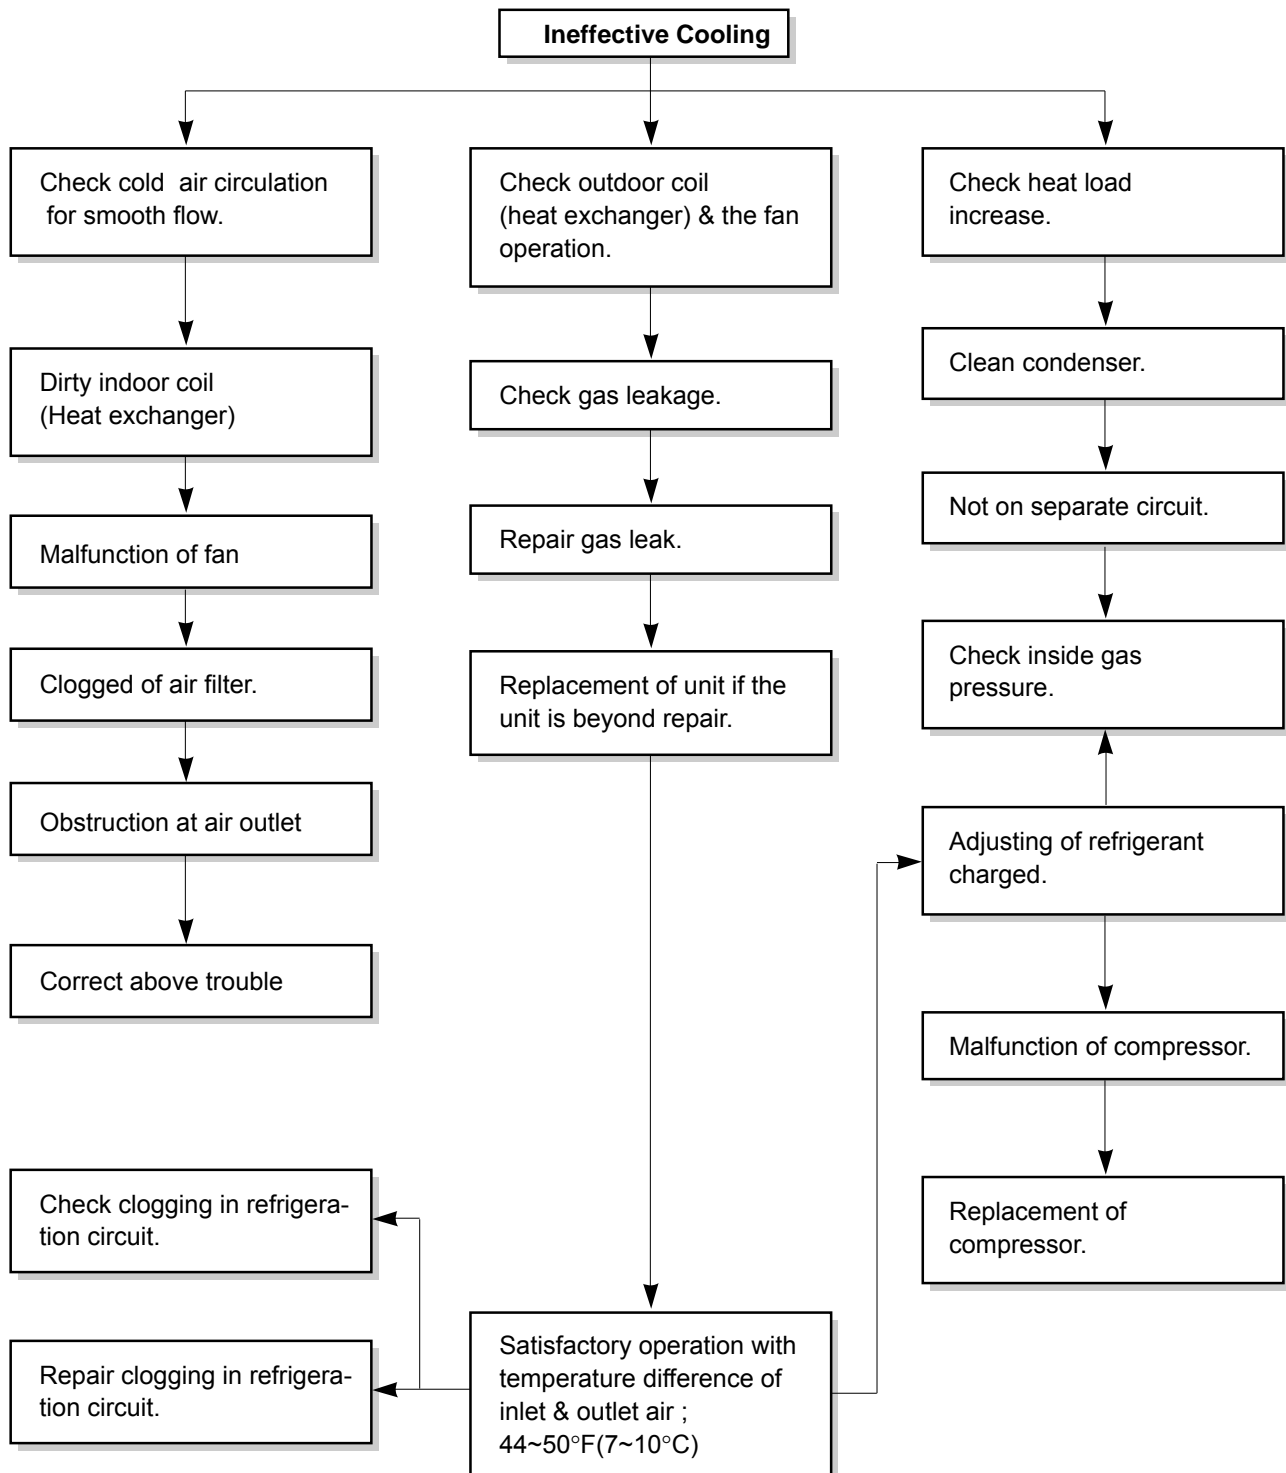 Ineffective Cooling
Check cold air circulation
for smooth flow.
Dirty indoor coil
(Heat exchanger)
Malfunction of fan
Clogged of air filter.
Obstruction at air outlet
Correct above trouble
Check outdoor coil
(heat exchanger) & the fan
operation.
Check gas leakage.
Repair gas leak.
Replacement of unit if the
unit is beyond repair.
Check heat load
increase.
Clean condenser.
Not on separate circuit.
Check inside gas
pressure.
Adjusting of refrigerant
charged.
Malfunction of compressor.
Replacement of
compressor.
Check clogging in refrigera-
tion circuit.
Repair clogging in refrigera-
tion circuit.
Satisfactory operation with
temperature difference of
inlet & outlet air ;
44~50°F(7~10°C)